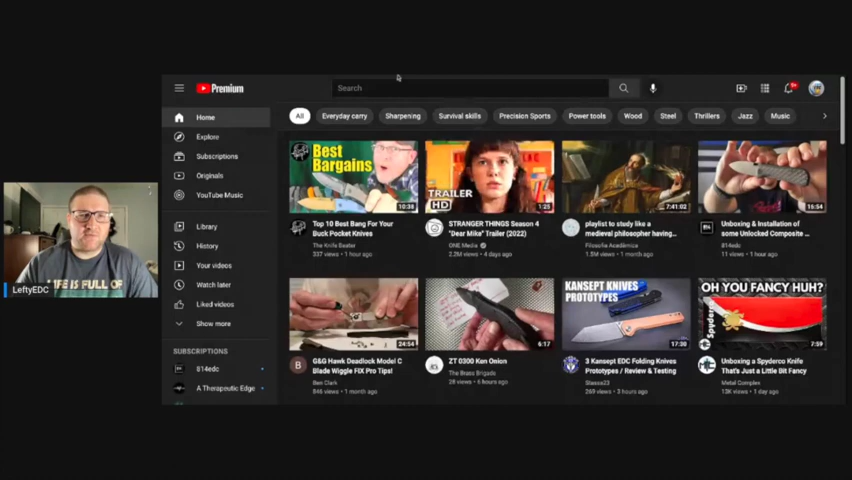 Premium
Search
9+
Home
Explore
Subscriptions
Originals
YouTube Music
Library
History
Your videos
Watch later
Liked videos
Show more
SUBSCRIPTIONS
814edc
A Therapeutic Edge
All
Everyday carry
Sharpening
Survival skills
Precision Sports
Power tools
Wood
Steel
Thrillers
Jazz
Music
BEST
Bargains
10:38
Top 10 Best Bang For Your
Buck Pocket Knives
The Knife Beater
337 views • 1 hour ago
TRAILER
HD
1:25
STRANGER THINGS Season 4
"Dear Mike" Trailer (2022)
ONE Media
2.2M views • 4 days ago
7:41:02
playlist to study like a
medieval philosopher having...
Filosofia Acadêmica
1.5M views • 1 month ago
16:54
Unboxing & Installation of
some Unlocked Composite ...
814edc
11 views • 1 hour ago
24:54
B
G&G Hawk Deadlock Model C
Blade Wiggle FIX Pro Tips!
Ben Clark
846 views • 1 month ago
6:17
ZT 0300 Ken Onion
The Brass Brigade
28 views • 6 hours ago
KANSEPT KNIVES
PROTOTYPES
17:30
3 Kansept EDC Folding Knives
Prototypes / Review & Testing
Stassa23
269 views • 3 hours ago
OH YOU FANCY HUH?
Spyderco
7:59
Unboxing a Spyderco Knife
That's Just a Little Bit Fancy
Metal Complex
15K views • 1 day ago
LIFE IS FULL OF
LeftyEDC